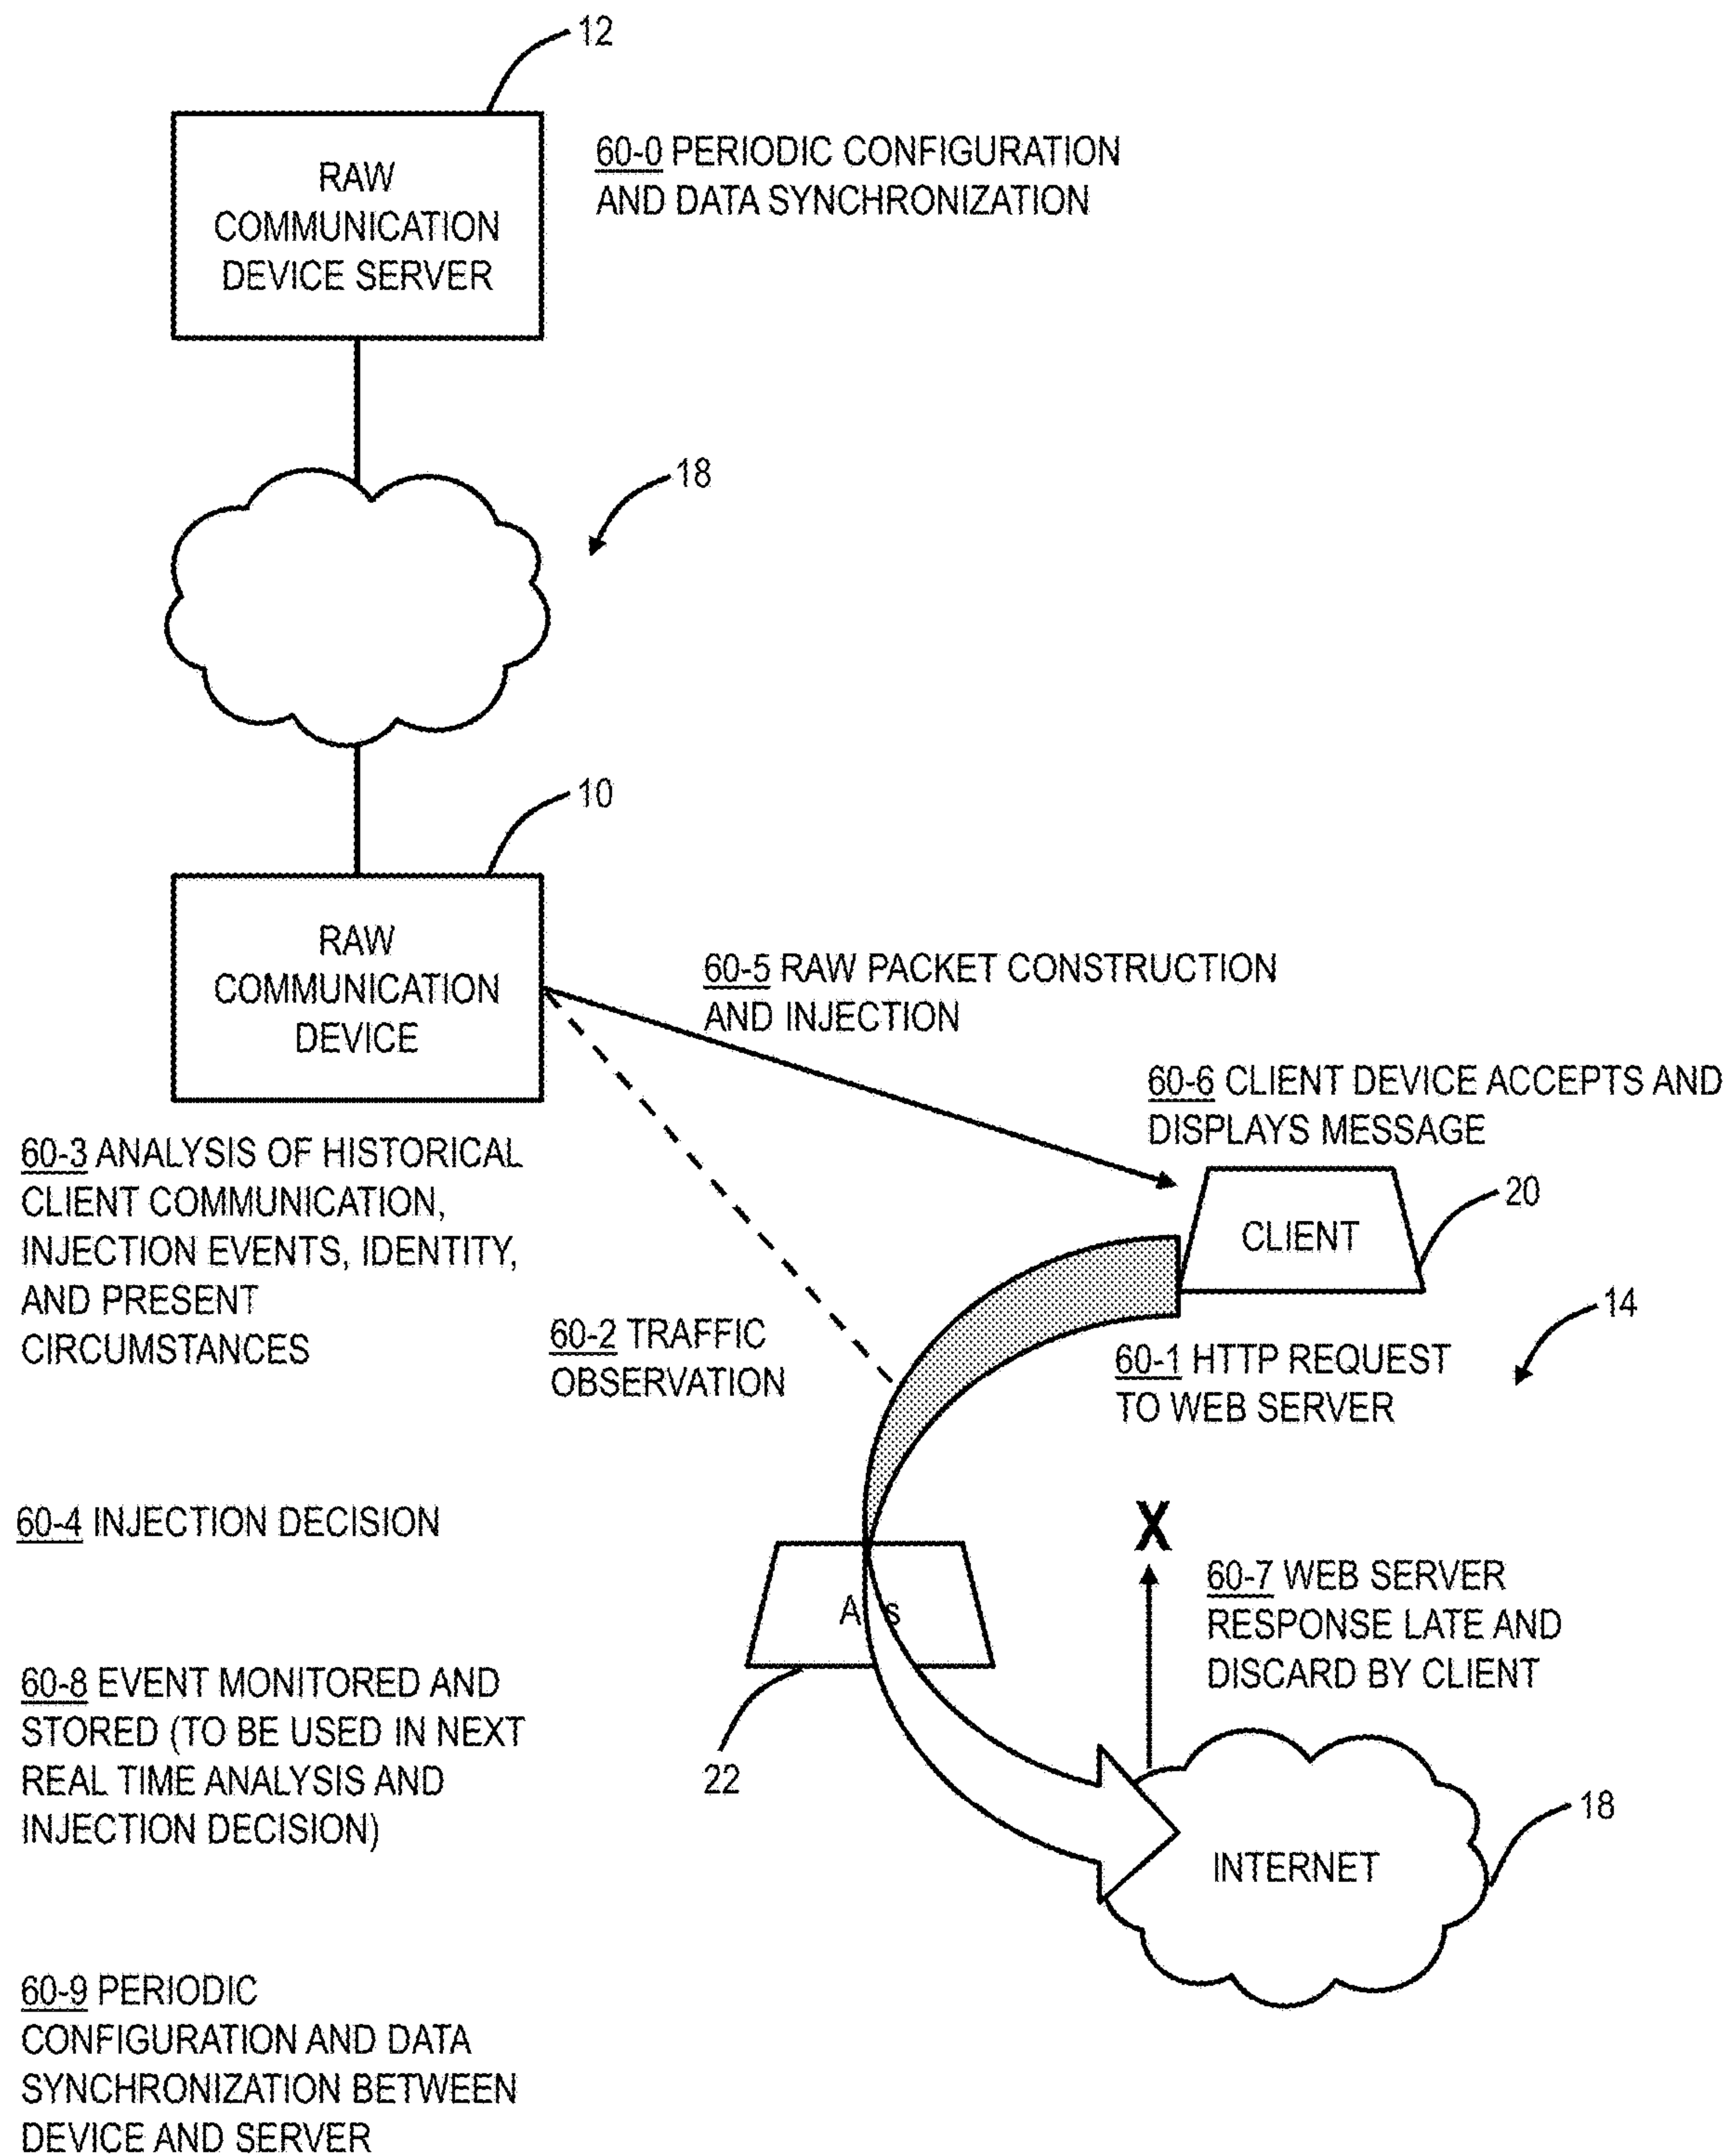 12
RAW
COMMUNICATION
DEVICE SERVER
60-0 PERIODIC CONFIGURATION
AND DATA SYNCHRONIZATION
18
10
RAW
COMMUNICATION
DEVICE
60-5 RAW PACKET CONSTRUCTION
AND INJECTION
60-6 CLIENT DEVICE ACCEPTS AND
DISPLAYS MESSAGE
CLIENT
20
14
60-3 ANALYSIS OF HISTORICAL
CLIENT COMMUNICATION,
INJECTION EVENTS, IDENTITY,
AND PRESENT
CIRCUMSTANCES
60-2 TRAFFIC
OBSERVATION
60-1 HTTP REQUEST
TO WEB SERVER
60-4 INJECTION DECISION
X
60-7 WEB SERVER
RESPONSE LATE AND
DISCARD BY CLIENT
22
60-8 EVENT MONITORED AND
STORED (TO BE USED IN NEXT
REAL TIME ANALYSIS AND
INJECTION DECISION)
INTERNET
18
60-9 PERIODIC
CONFIGURATION AND DATA
SYNCHRONIZATION BETWEEN
DEVICE AND SERVER